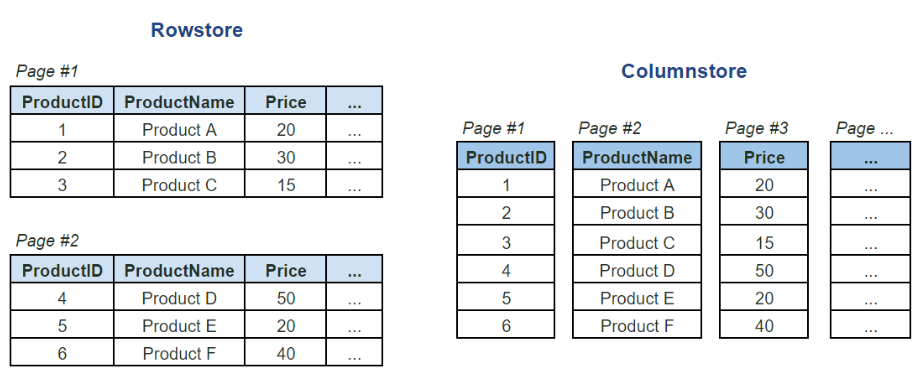 Rowstore
Page #1
ProductID ProductName Price ...
1 Product A 20 ...
2 Product B 30 ...
3 Product C 15 ...
Page #2
ProductID ProductName Price ...
4 Product D 50 ...
5 Product E 20 ...
6 Product F 40 ...
Columnstore
Page #1 Page #2 Page #3 Page ...
ProductID ProductName Price ...
1 Product A 20 ...
2 Product B 30 ...
3 Product C 15 ...
4 Product D 50 ...
5 Product E 20 ...
6 Product F 40 ...